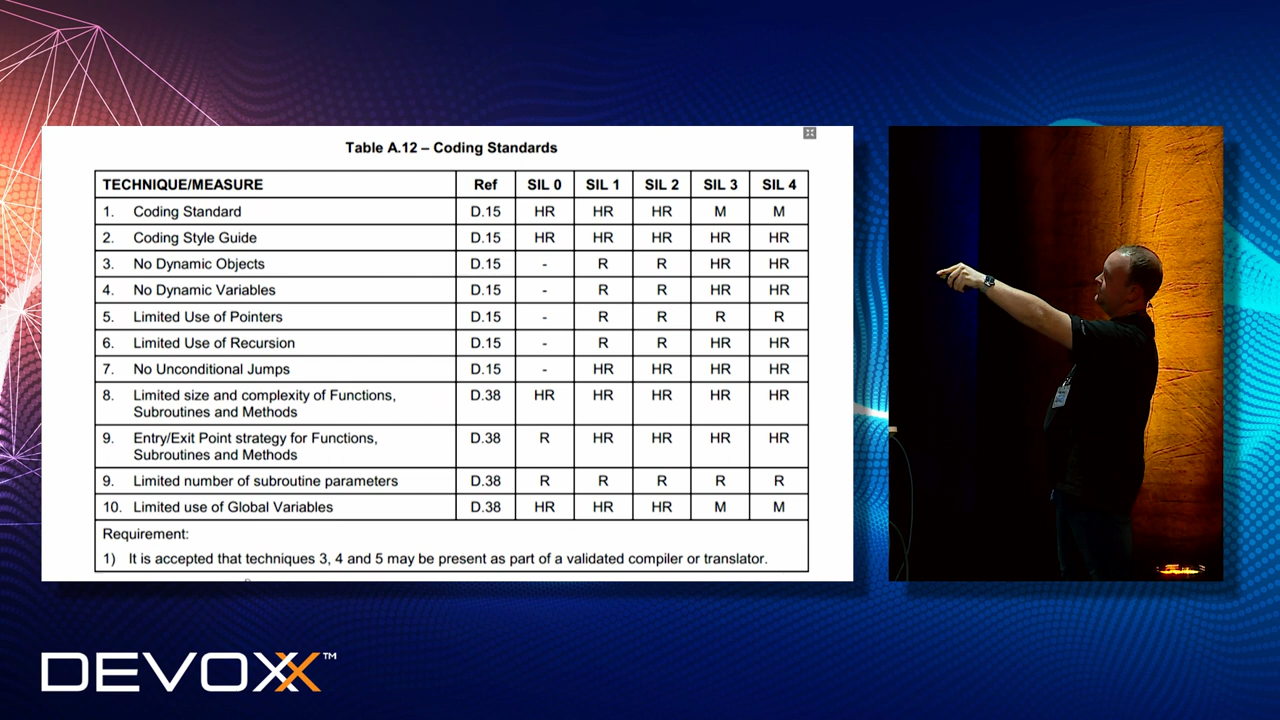 Table A.12 – Coding Standards
TECHNIQUE/MEASURE Ref SIL 0 SIL 1 SIL 2 SIL 3 SIL 4
1. Coding Standard D.15 HR HR HR M M
2. Coding Style Guide D.15 HR HR HR HR HR
3. No Dynamic Objects D.15 - R R HR HR
4. No Dynamic Variables D.15 - R R HR HR
5. Limited Use of Pointers D.15 - R R R R
6. Limited Use of Recursion D.15 - R R HR HR
7. No Unconditional Jumps D.15 - HR HR HR HR
8. Limited size and complexity of Functions, D.38 HR HR HR HR HR
Subroutines and Methods
9. Entry/Exit Point strategy for Functions, D.38 R HR HR HR HR
Subroutines and Methods
9. Limited number of subroutine parameters D.38 R R R R R
10. Limited use of Global Variables D.38 HR HR HR M M
Requirement:
1) It is accepted that techniques 3, 4 and 5 may be present as part of a validated compiler or translator.
DEVOXX™